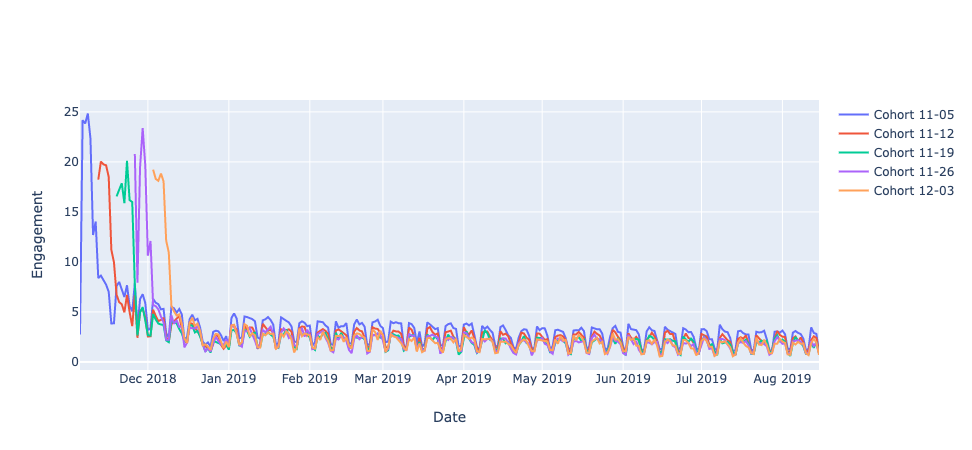 25
20
15
10
5
0
Engagement
Dec 2018
Jan 2019
Feb 2019
Mar 2019
Apr 2019
May 2019
Jun 2019
Jul 2019
Aug 2019
Date
Cohort 11-05
Cohort 11-12
Cohort 11-19
Cohort 11-26
Cohort 12-03